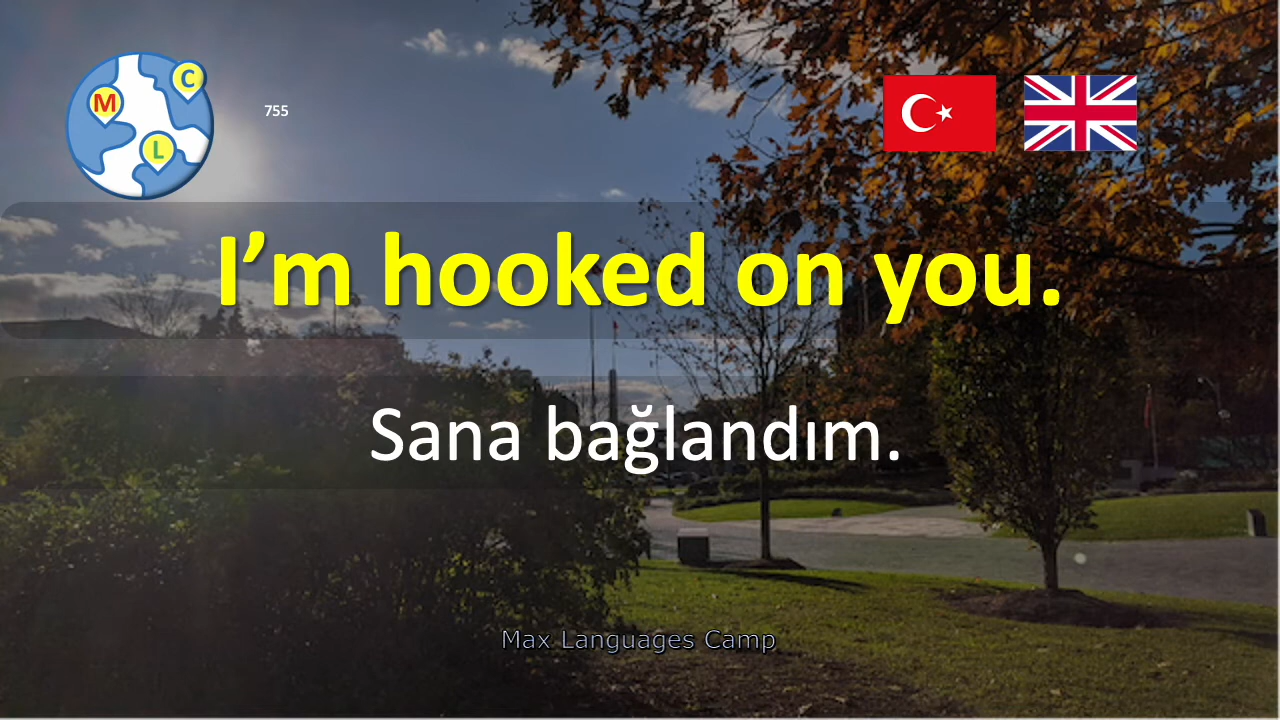 C
M
L
755
I’m hooked on you.
Sana bağlandım.
Max Languages Camp